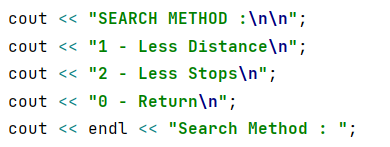 cout << "SEARCH METHOD :\n\n";
cout << "1 - Less Distance\n";
cout << "2 - Less Stops\n";
cout << "0 - Return\n";
cout << endl << "Search Method : ";